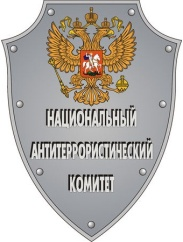 НАЦИОНАЛЬНЫЙ
АНТИТЕРРОРИСТИЧЕСКИЙ
КОМИТЕТ